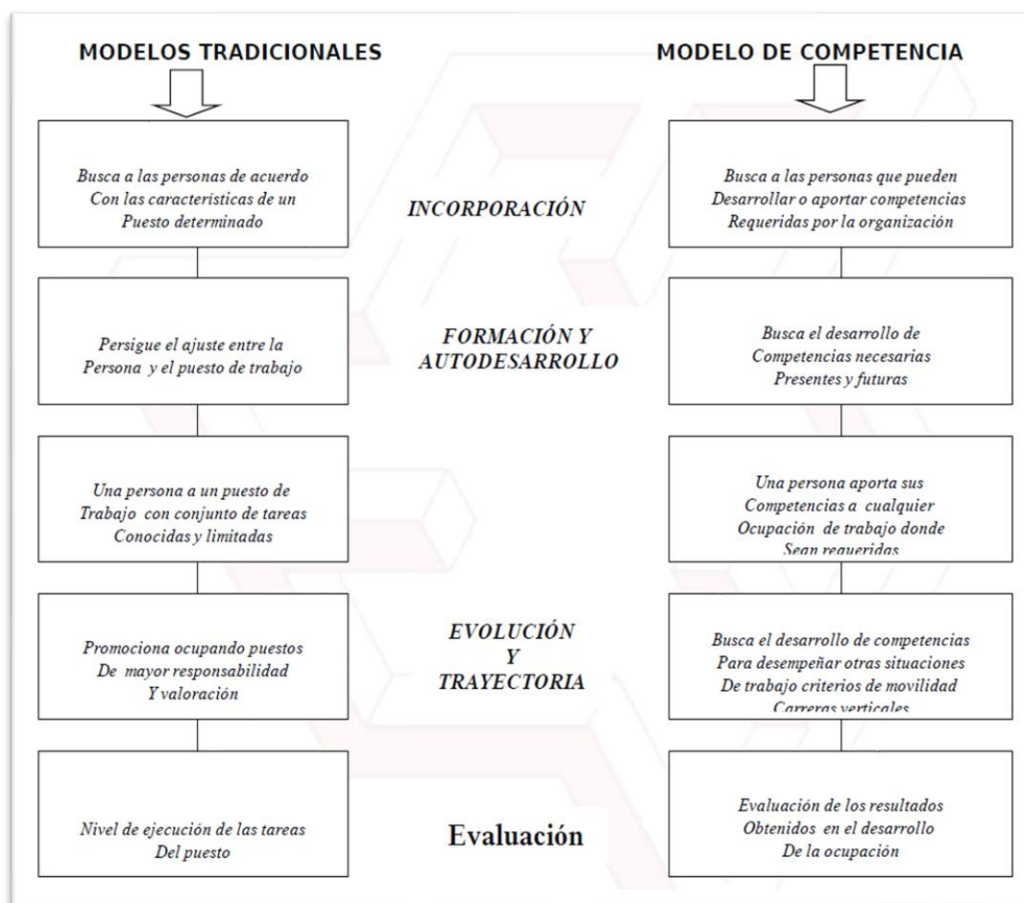 MODELOS TRADICIONALES
MODELO DE COMPETENCIA
Busca a las personas de acuerdo
Con las características de un
Puesto determinado
INCORPORACIÓN
Busca a las personas que pueden
Desarrollar o aportar competencias
Requeridas por la organización
Persigue el ajuste entre la
Persona y el puesto de trabajo
FORMACIÓN Y
AUTODESARROLLO
Busca el desarrollo de
Competencias necesarias
Presentes y futuras
Una persona a un puesto de
Trabajo con conjunto de tareas
Conocidas y limitadas
Una persona aporta sus
Competencias a cualquier
Ocupación de trabajo donde
Sean requeridas
Promociona ocupando puestos
De mayor responsabilidad
Y valoración
EVOLUCIÓN
Y
TRAYECTORIA
Busca el desarrollo de competencias
Para desempeñar otras situaciones
De trabajo criterios de movilidad
Carreras verticales
Nivel de ejecución de las tareas
Del puesto
Evaluación
Evaluación de los resultados
Obtenidos en el desarrollo
De la ocupación